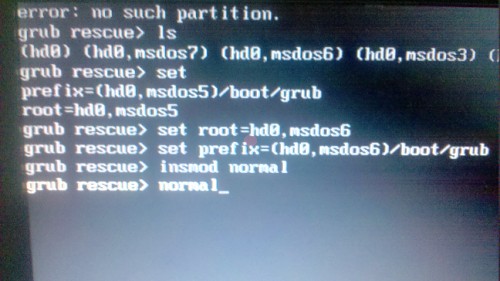 error: no such partition.
grub rescue> ls
(hd0) (hd0,msdos7) (hd0,msdos6) (hd0,msdos3) (
grub rescue> set
prefix=(hd0,msdos5)/boot/grub
root=hd0,msdos5
grub rescue> set root=hd0,msdos6
grub rescue> set prefix=(hd0,msdos6)/boot/grub
grub rescue> insmod normal
grub rescue> normal_